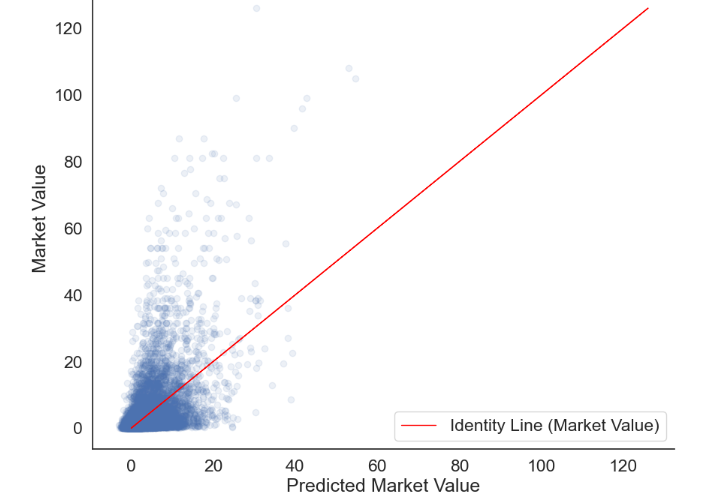 120
100
80
60
40
20
0
Market Value
Identity Line (Market Value)
0 20 40 60 80 100 120
Predicted Market Value